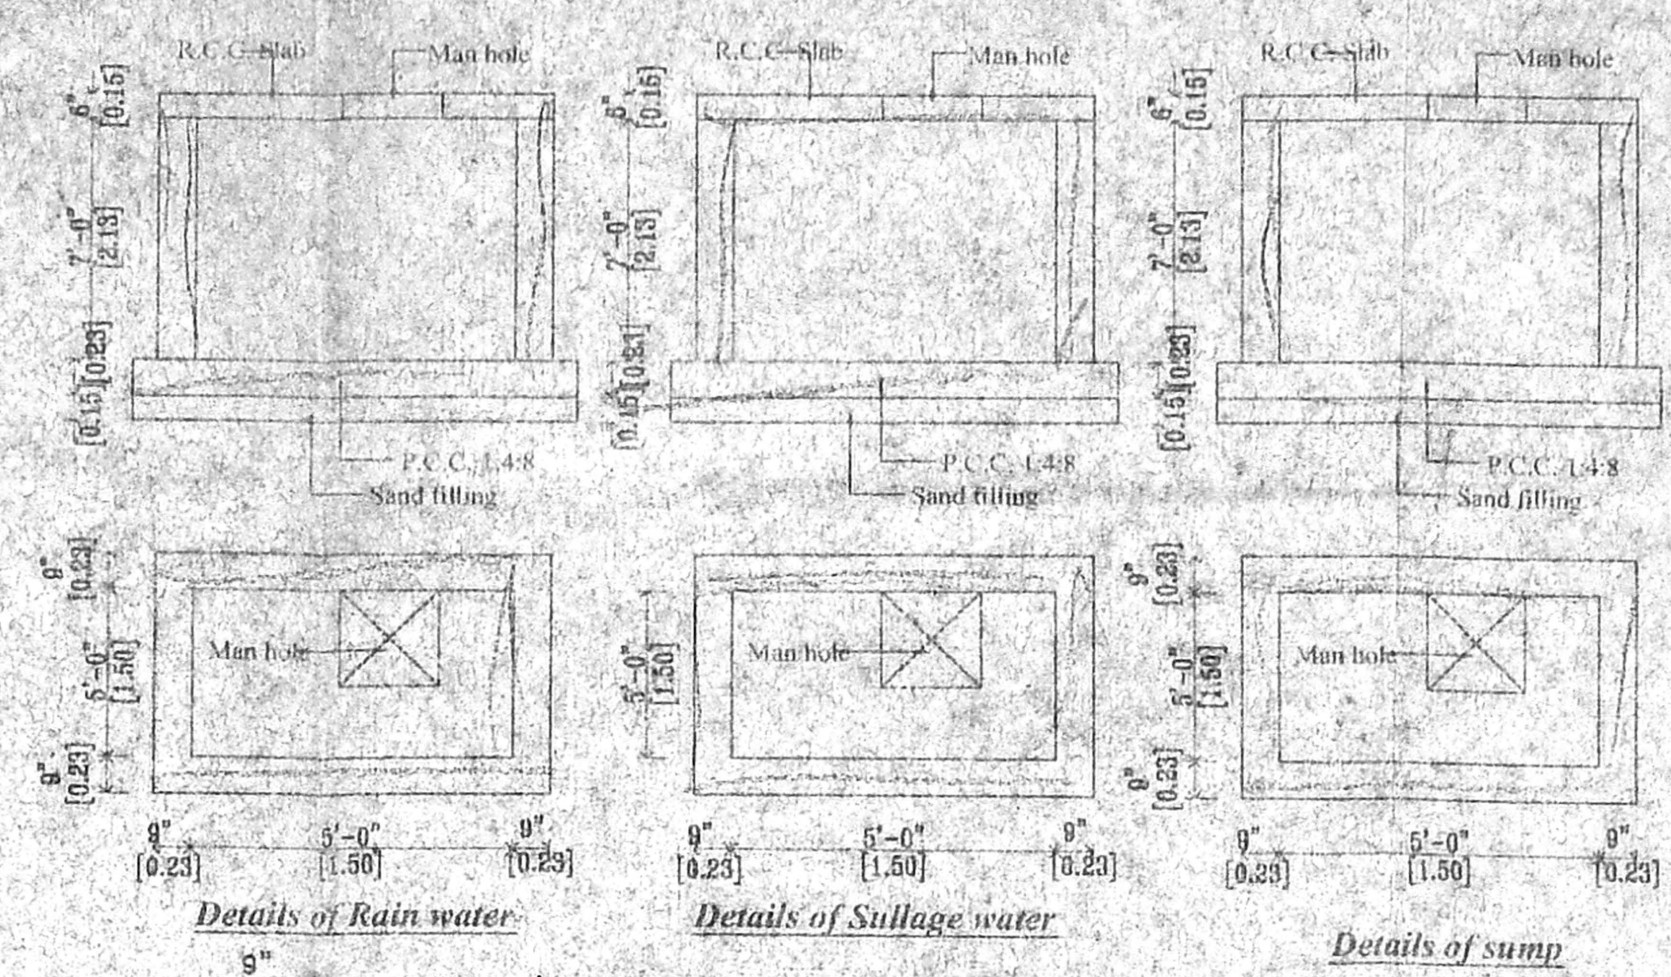 R.C.C Slab
Man hole
6"
[0.15]
7'-0"
[2.13]
[0.23]
[0.15]
P.C.C. 1:4:8
Sand filling
9"
[0.23]
5'-0"
[1.50]
9"
[0.23]
Man hole
9"
[0.23]
5'-0"
[1.50]
9"
[0.23]
Details of Rain water
9"
R.C.C Slab
Man hole
6"
[0.15]
7'-0"
[2.13]
[0.15]
P.C.C. 1:4:8
Sand filling
5'-0"
[1.50]
Man hole
9"
[0.23]
5'-0"
[1.50]
9"
[0.23]
Details of Sullage water
R.C.C Slab
Man hole
6"
[0.15]
7'-0"
[2.13]
[0.23]
[0.15]
P.C.C. 1:4:8
Sand filling
9"
[0.23]
5'-0"
[1.50]
9"
[0.23]
Man hole
9"
[0.23]
5'-0"
[1.50]
9"
[0.23]
Details of sump